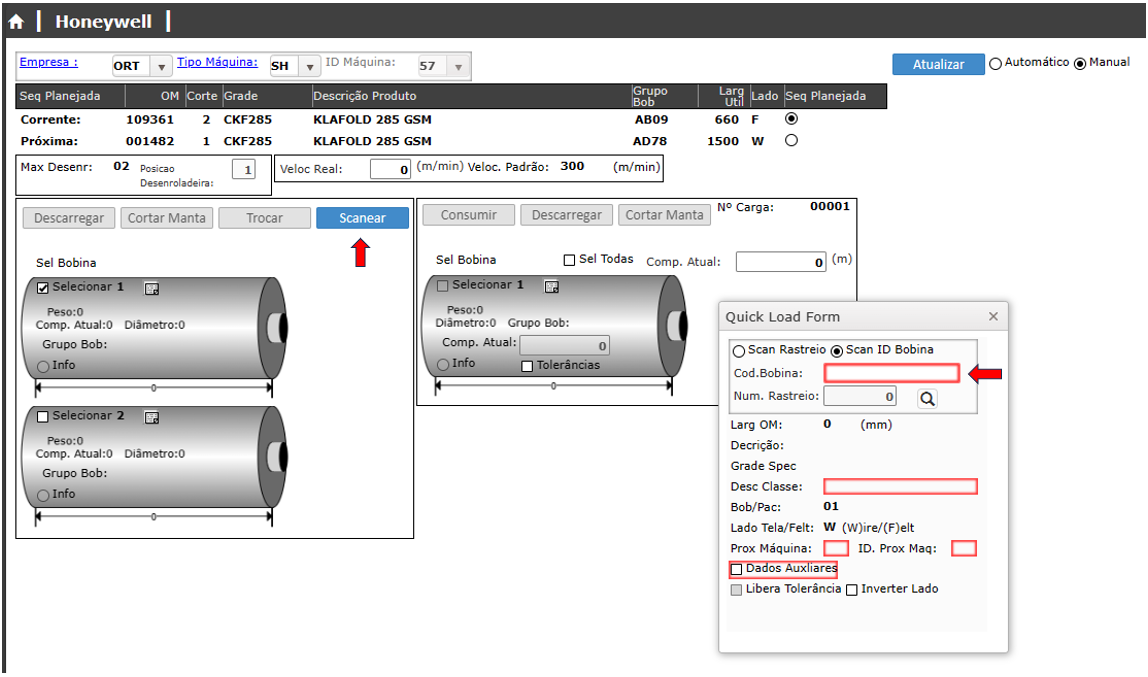 Honeywell
Empresa : ORT Tipo Máquina: SH ID Máquina: 57 Atualizar Automático Manual
Seq Planejada OM Corte Grade Descrição Produto Grupo Bob Larg Util Lado Seq Planejada
Corrente: 109361 2 CKF285 KLAFOLD 285 GSM AB09 660 F
Próxima: 001482 1 CKF285 KLAFOLD 285 GSM AD78 1500 W
Max Desenr: 02 Posicao Desenroladeira: 1 Veloc Real: 0 (m/min) Veloc. Padrão: 300 (m/min)
Descarregar Cortar Manta Trocar Scanear
Sel Bobina
Selecionar 1
Peso:0
Comp. Atual:0 Diâmetro:0
Grupo Bob:
Info
0
Selecionar 2
Peso:0
Comp. Atual:0 Diâmetro:0
Grupo Bob:
Info
0
Consumir Descarregar Cortar Manta Nº Carga: 00001
Sel Bobina Sel Todas Comp. Atual: 0 (m)
Selecionar 1
Peso:0
Diâmetro:0 Grupo Bob:
Comp. Atual: 0
Info Tolerâncias
0
Quick Load Form
Scan Rastreio Scan ID Bobina
Cod.Bobina:
Num. Rastreio: 0
Larg OM: 0 (mm)
Decrição:
Grade Spec
Desc Classe:
Bob/Pac: 01
Lado Tela/Felt: W (W)ire/(F)elt
Prox Máquina: ID. Prox Maq:
Dados Auxliares
Libera Tolerância Inverter Lado